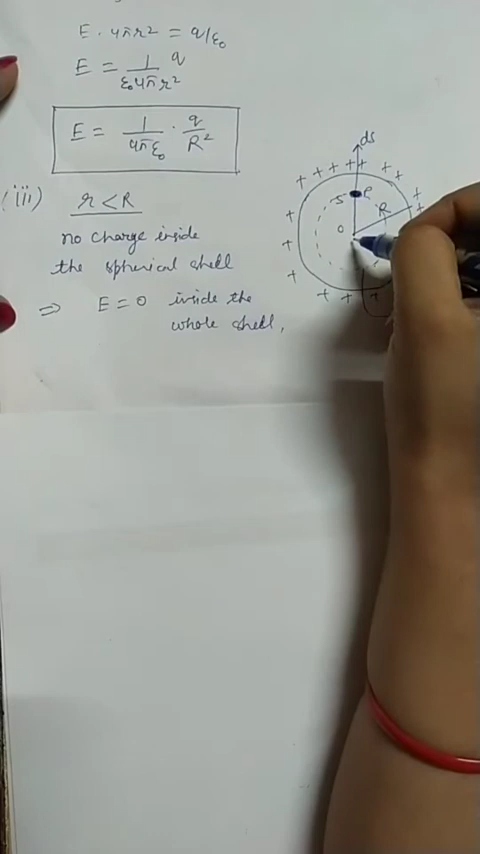 E · 4πr² = q/ε₀
E = 1/ε₀4πr² q
E = 1/4πε₀ · q/R²
(iii) r < R
no charge inside
the spherical shell
⇒ E = 0 inside the
whole shell,
ds
+ + + + + + +
S P
R
O
+ + + + + + + +